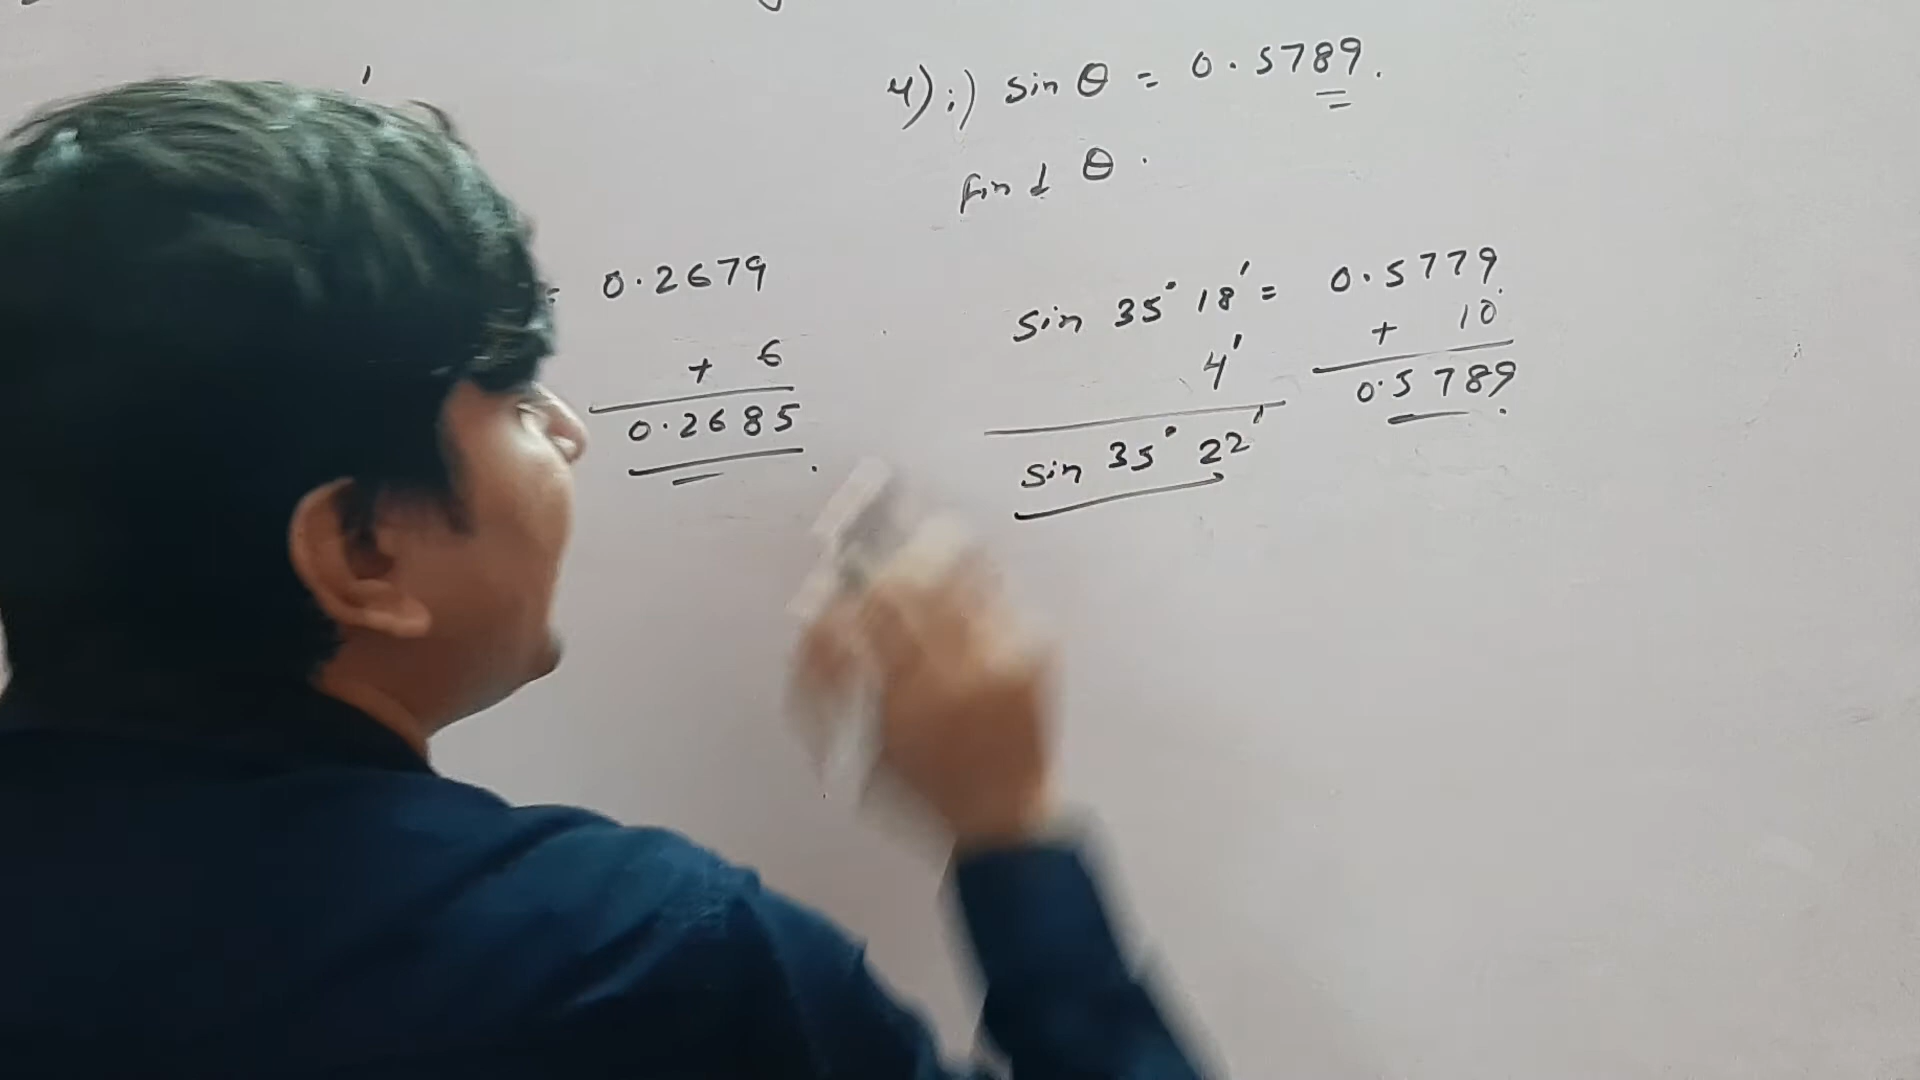 4) i) sin θ = 0.5789.
find θ.
= 0.2679
+ 6
0.2685
sin 35° 18' = 0.5779
4' + 10
sin 35° 22' 0.5789